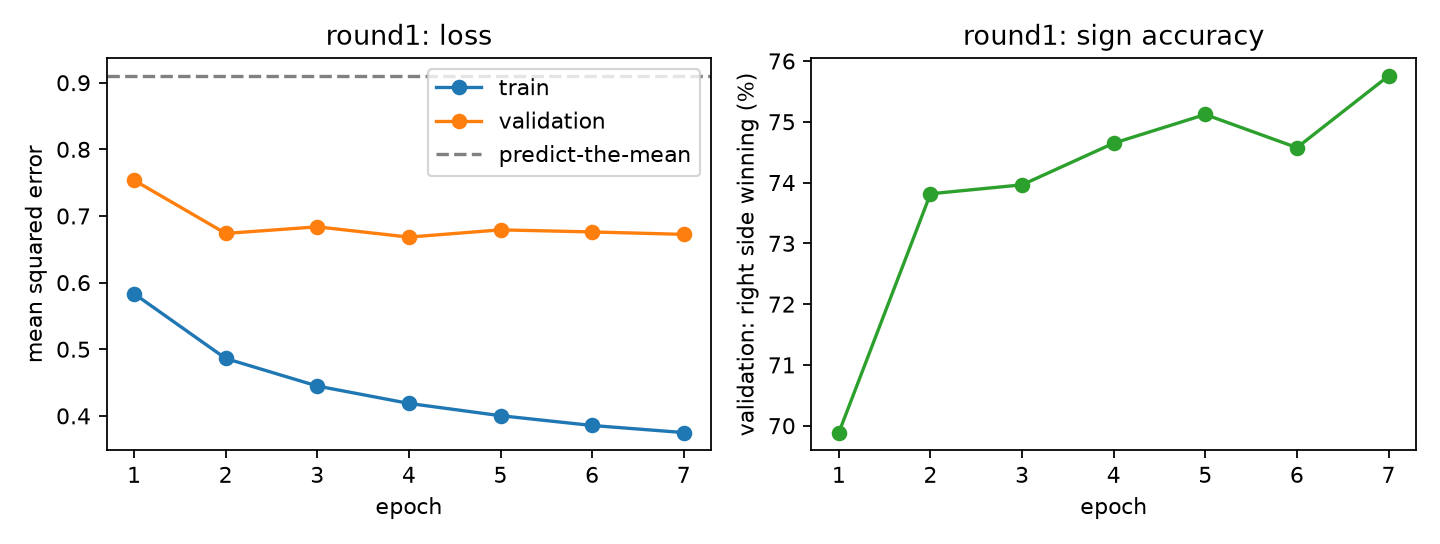 round1: loss
mean squared error
0.9
0.8
0.7
0.6
0.5
0.4
train
validation
predict-the-mean
1 2 3 4 5 6 7
epoch
round1: sign accuracy
validation: right side winning (%)
76
75
74
73
72
71
70
1 2 3 4 5 6 7
epoch